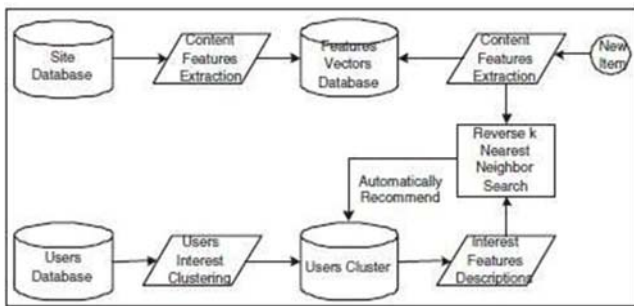 Site
Database
Content
Features
Extraction
Features
Vectors
Database
Content
Features
Extraction
New
Item
Reverse k
Nearest
Neighbor
Search
Automatically
Recommend
Users
Database
Users
Interest
Clustering
Users Cluster
Interest
Features
Descriptions